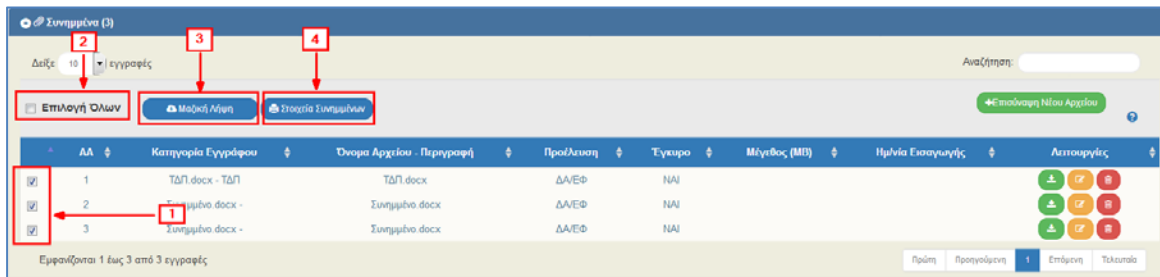 Συνημμένα (3)
2 3 4
Δείξε 10 εγγραφές Αναζήτηση:
Επιλογή Όλων Μαζική Λήψη Στοιχεία Συνημμένων +Επισύναψη Νέου Αρχείου
ΑΑ Κατηγορία Εγγράφου Όνομα Αρχείου - Περιγραφή Προέλευση Έγκυρο Μέγεθος (MB) Ημ/νία Εισαγωγής Λειτουργίες
1 ΤΔΠ.docx - ΤΔΠ ΤΔΠ.docx ΔΑ/ΕΦ ΝΑΙ
2 Συνημμένο.docx - Συνημμένο.docx ΔΑ/ΕΦ ΝΑΙ
1
3 Συνημμένο.docx - Συνημμένο.docx ΔΑ/ΕΦ ΝΑΙ
Εμφανίζονται 1 έως 3 από 3 εγγραφές Πρώτη Προηγούμενη 1 Επόμενη Τελευταία